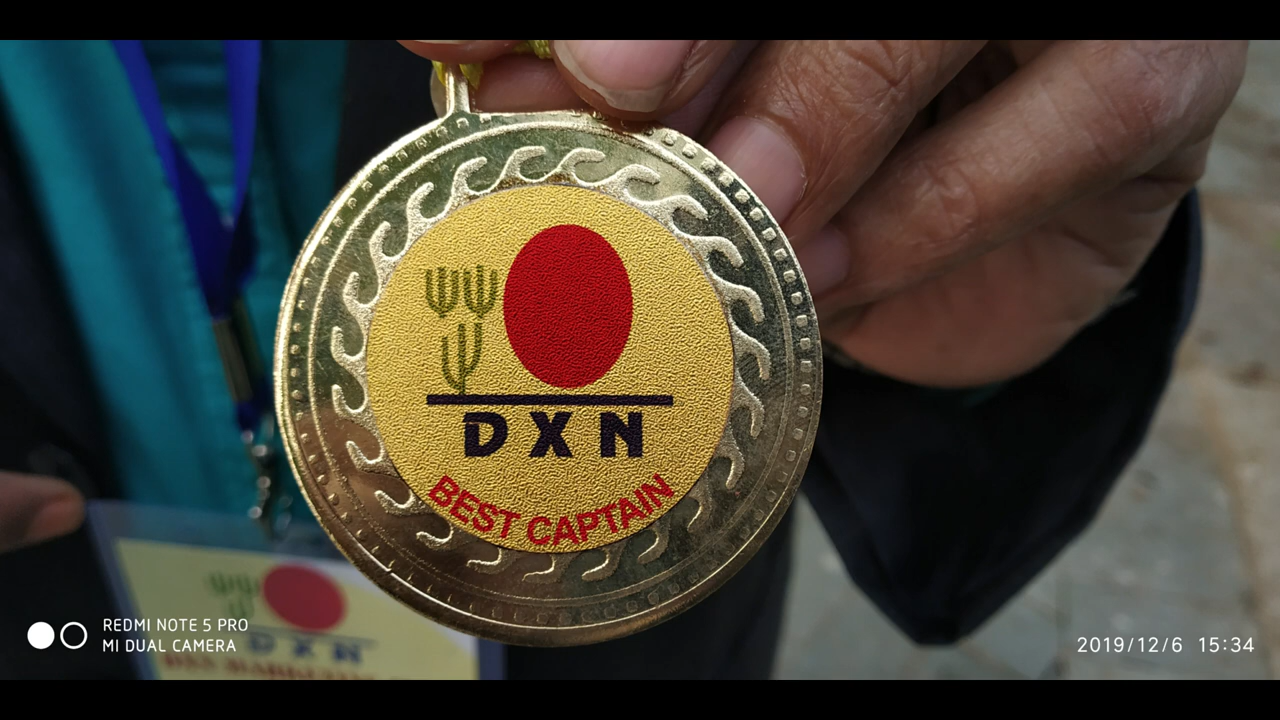 DXN
BEST CAPTAIN
DXN
REDMI NOTE 5 PRO
MI DUAL CAMERA
2019/12/6 15:34